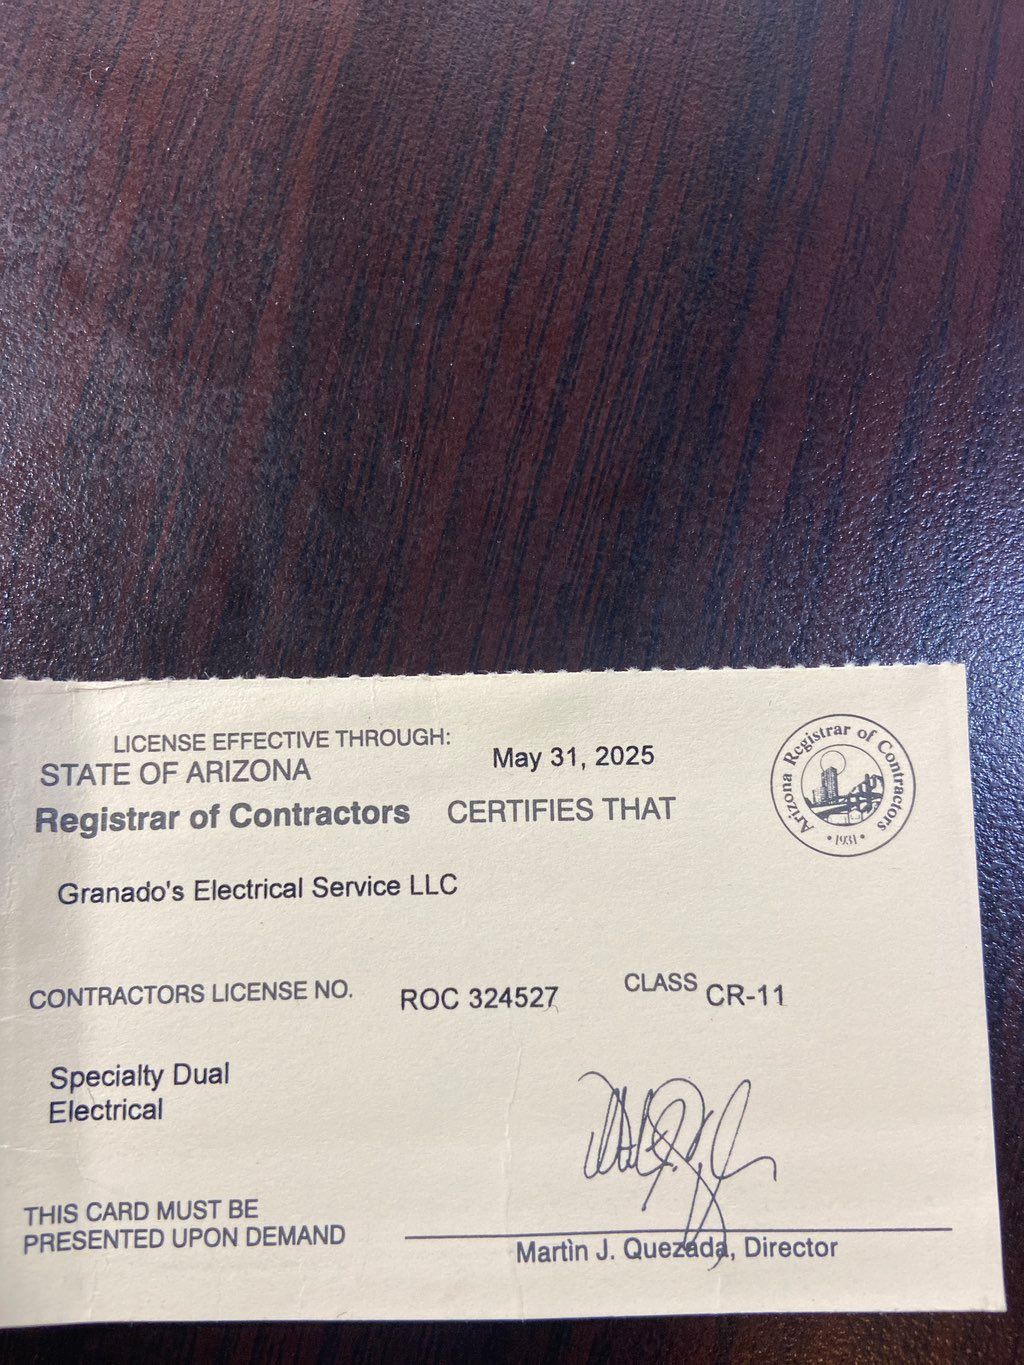 LICENSE EFFECTIVE THROUGH: May 31, 2025
STATE OF ARIZONA
Registrar of Contractors CERTIFIES THAT
Arizona Registrar of Contractors
• 1931 •
Granado's Electrical Service LLC
CONTRACTORS LICENSE NO. ROC 324527 CLASS CR-11
Specialty Dual
Electrical
THIS CARD MUST BE
PRESENTED UPON DEMAND
Martìn J. Quezada, Director